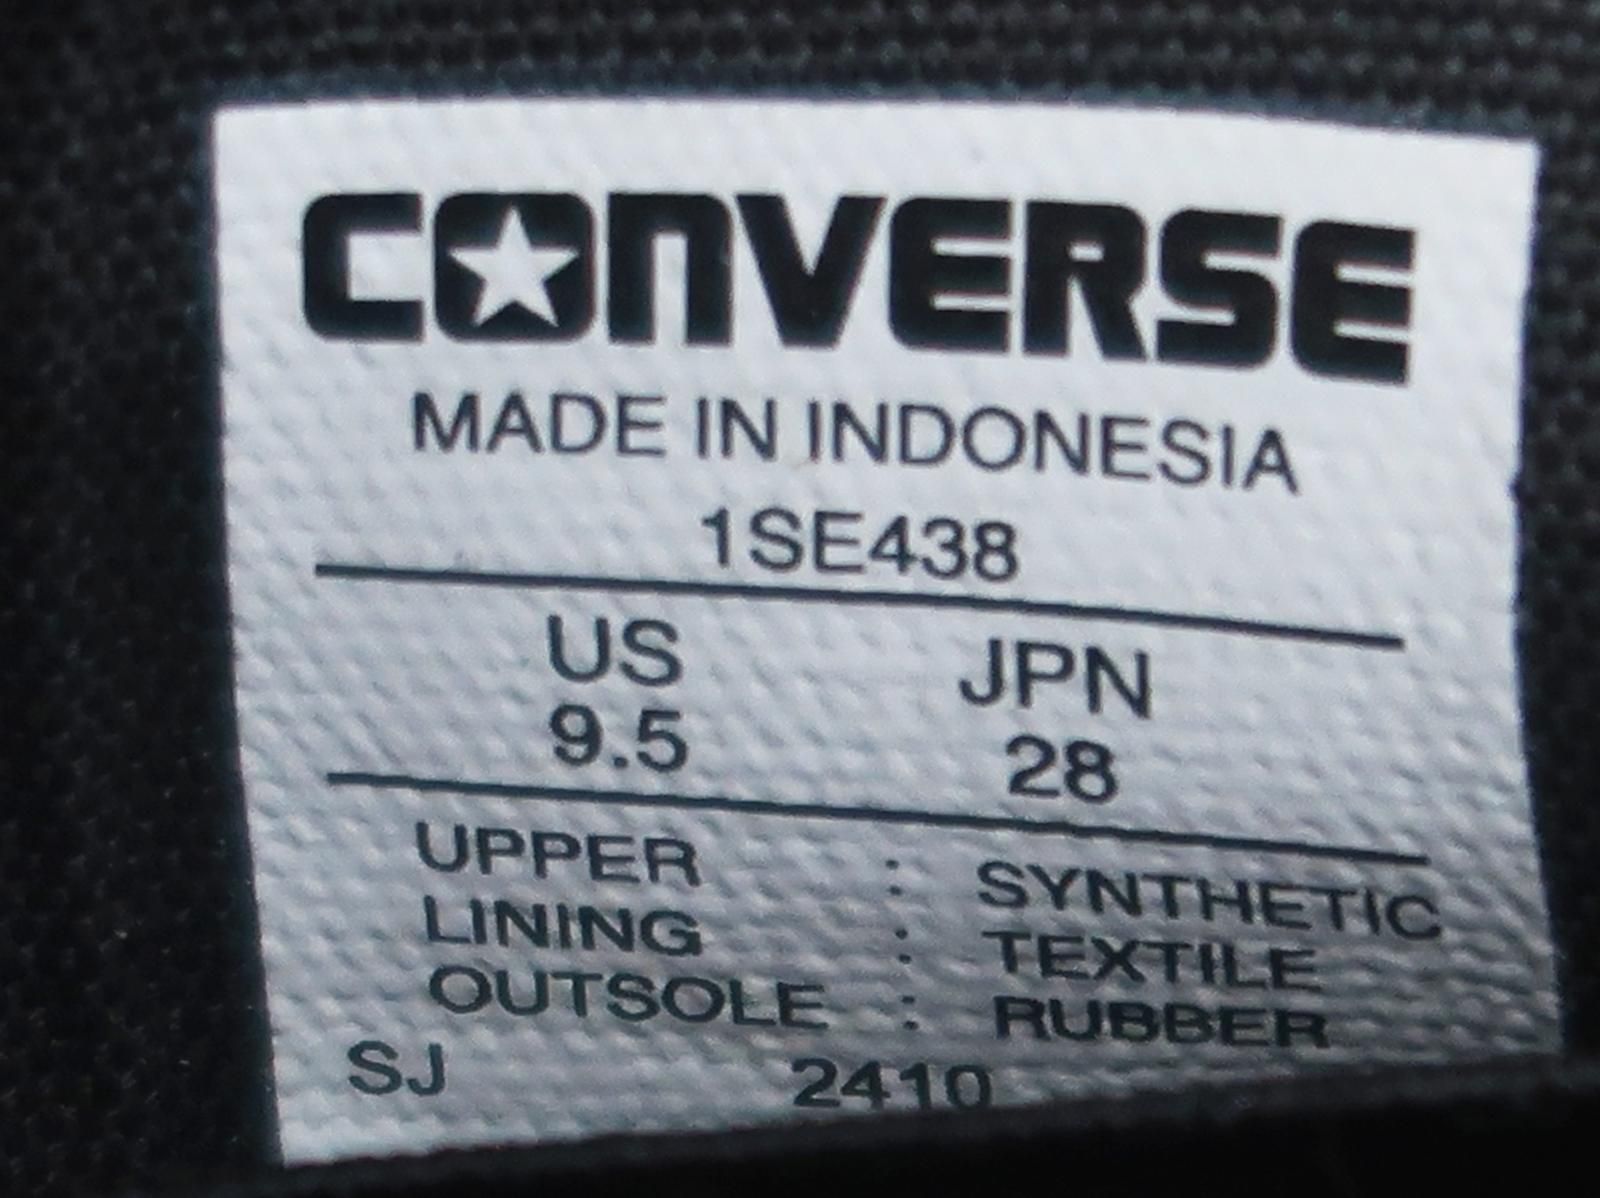 CONVERSE
MADE IN INDONESIA
1SE438
US JPN
9.5 28
UPPER : SYNTHETIC
LINING : TEXTILE
OUTSOLE : RUBBER
SJ 2410